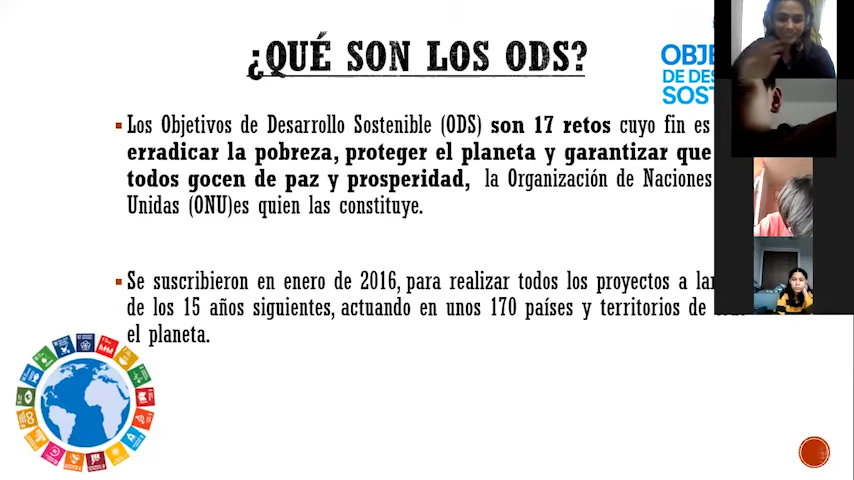 ¿QUÉ SON LOS ODS?
OBJE
DE DES
SOST
▪Los Objetivos de Desarrollo Sostenible (ODS) son 17 retos cuyo fin es
erradicar la pobreza, proteger el planeta y garantizar que
todos gocen de paz y prosperidad, la Organización de Naciones
Unidas (ONU)es quien las constituye.
▪Se suscribieron en enero de 2016, para realizar todos los proyectos a lar
de los 15 años siguientes, actuando en unos 170 países y territorios de
el planeta.